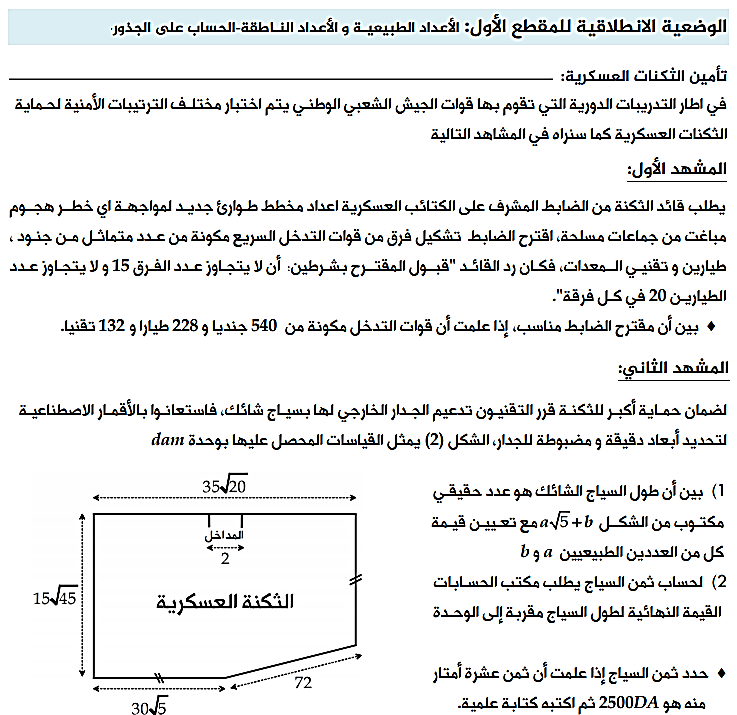 الوضعية الانطلاقية للمقطع الأول: الأعداد الطبيعية و الأعداد الناطقة-الحساب على الجذور.
تأمين الثكنات العسكرية:
في اطار التدريبات الدورية التي تقوم بها قوات الجيش الشعبي الوطني يتم اختبار مختلف الترتيبات الأمنية لحماية
الثكنات العسكرية كما سنراه في المشاهد التالية
المشهد الأول:
يطلب قائد الثكنة من الضابط المشرف على الكتائب العسكرية اعداد مخطط طوارئ جديد لمواجهة اي خطر هجوم
مباغت من جماعات مسلحة، اقترح الضابط تشكيل فرق من قوات التدخل السريع مكونة من عدد متماثل من جنود ،
طيارين و تقنيي المعدات، فكان رد القائد "قبول المقترح بشرطين: أن لا يتجاوز عدد الفرق 15 و لا يتجاوز عدد
الطيارين 20 في كل فرقة".
♦ بين أن مقترح الضابط مناسب، إذا علمت أن قوات التدخل مكونة من 540 جنديا و 228 طيارا و 132 تقنيا.
المشهد الثاني:
لضمان حماية أكبر للثكنة قرر التقنيون تدعيم الجدار الخارجي لها بسياج شائك، فاستعانوا بالأقمار الاصطناعية
لتحديد أبعاد دقيقة و مضبوطة للجدار، الشكل (2) يمثل القياسات المحصل عليها بوحدة dam
1) بين أن طول السياج الشائك هو عدد حقيقي
مكتوب من الشكل a√5+b مع تعيين قيمة
كل من العددين الطبيعيين a و b
2) لحساب ثمن السياج يطلب مكتب الحسابات
القيمة النهائية لطول السياج مقربة إلى الوحدة
♦ حدد ثمن السياج إذا علمت أن ثمن عشرة أمتار
منه هو 2500DA ثم اكتبه كتابة علمية.
35√20
المداخل
2
15√45
الثكنة العسكرية
72
30√5